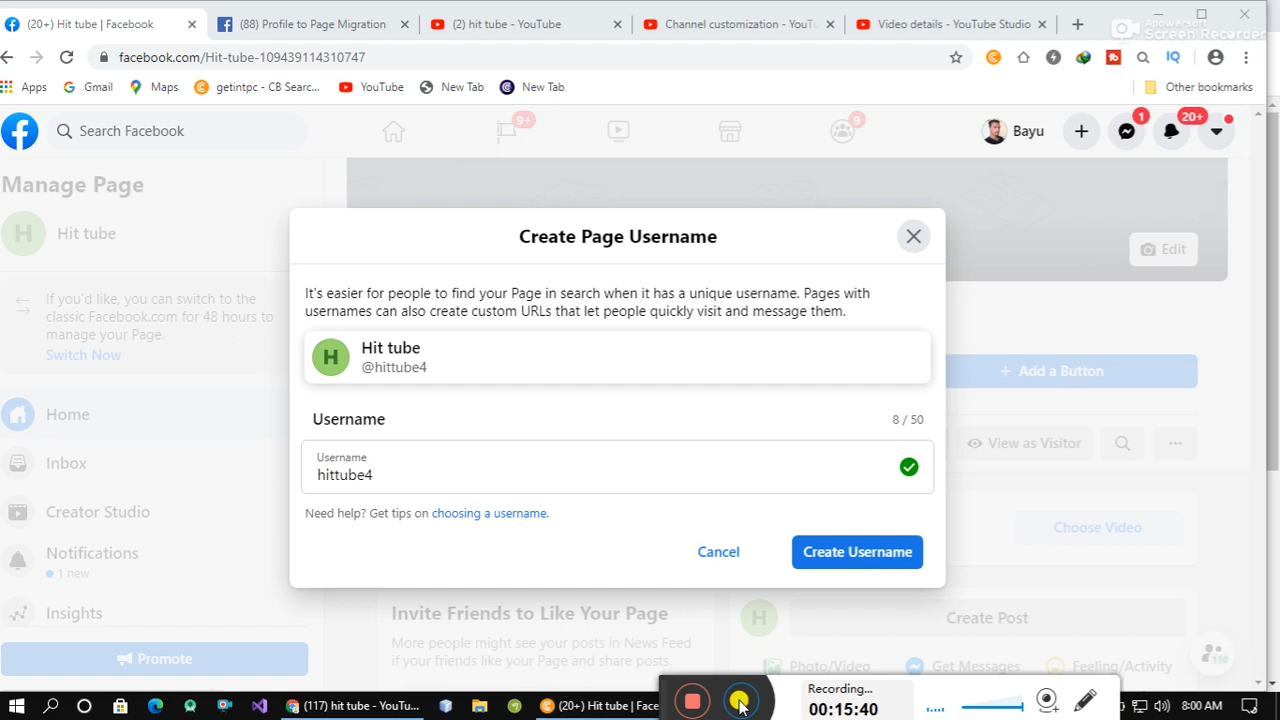 (20+) Hit tube | Facebook
(88) Profile to Page Migration
(2) hit tube - YouTube
Channel customization - YouTu
Video details - YouTube Studio
Apowersoft
Screen Recorder
facebook.com/Hit-tube-109439114310747
Apps
Gmail
Maps
getintpc - CB Searc...
YouTube
New Tab
New Tab
Other bookmarks
Search Facebook
9+
9
Bayu
1
20+
Manage Page
H
Hit tube
Edit
If you'd like, you can switch to the
classic Facebook.com for 48 hours to
manage your Page.
Switch Now
Home
Inbox
Creator Studio
Notifications
1 new
Insights
Promote
Create Page Username
It's easier for people to find your Page in search when it has a unique username. Pages with
usernames can also create custom URLs that let people quickly visit and message them.
H
Hit tube
@hittube4
Username
8 / 50
Username
hittube4
Need help? Get tips on choosing a username.
Cancel
Create Username
+ Add a Button
View as Visitor
Choose Video
Invite Friends to Like Your Page
More people might see your posts in News Feed
if your friends like your Page and share posts.
H
Create Post
Photo/Video
Get Messages
Feeling/Activity
110
Recording...
00:15:40
(117) hit tube - YouTu...
(20+) Hit tube | Face
8:00 AM